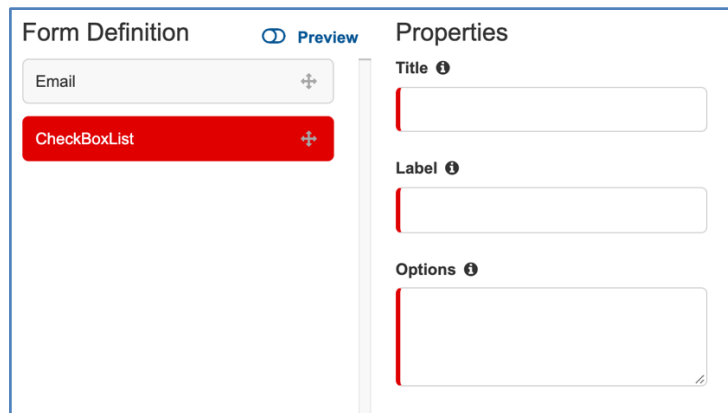 Form Definition
Preview
Email
CheckBoxList
Properties
Title
Label
Options